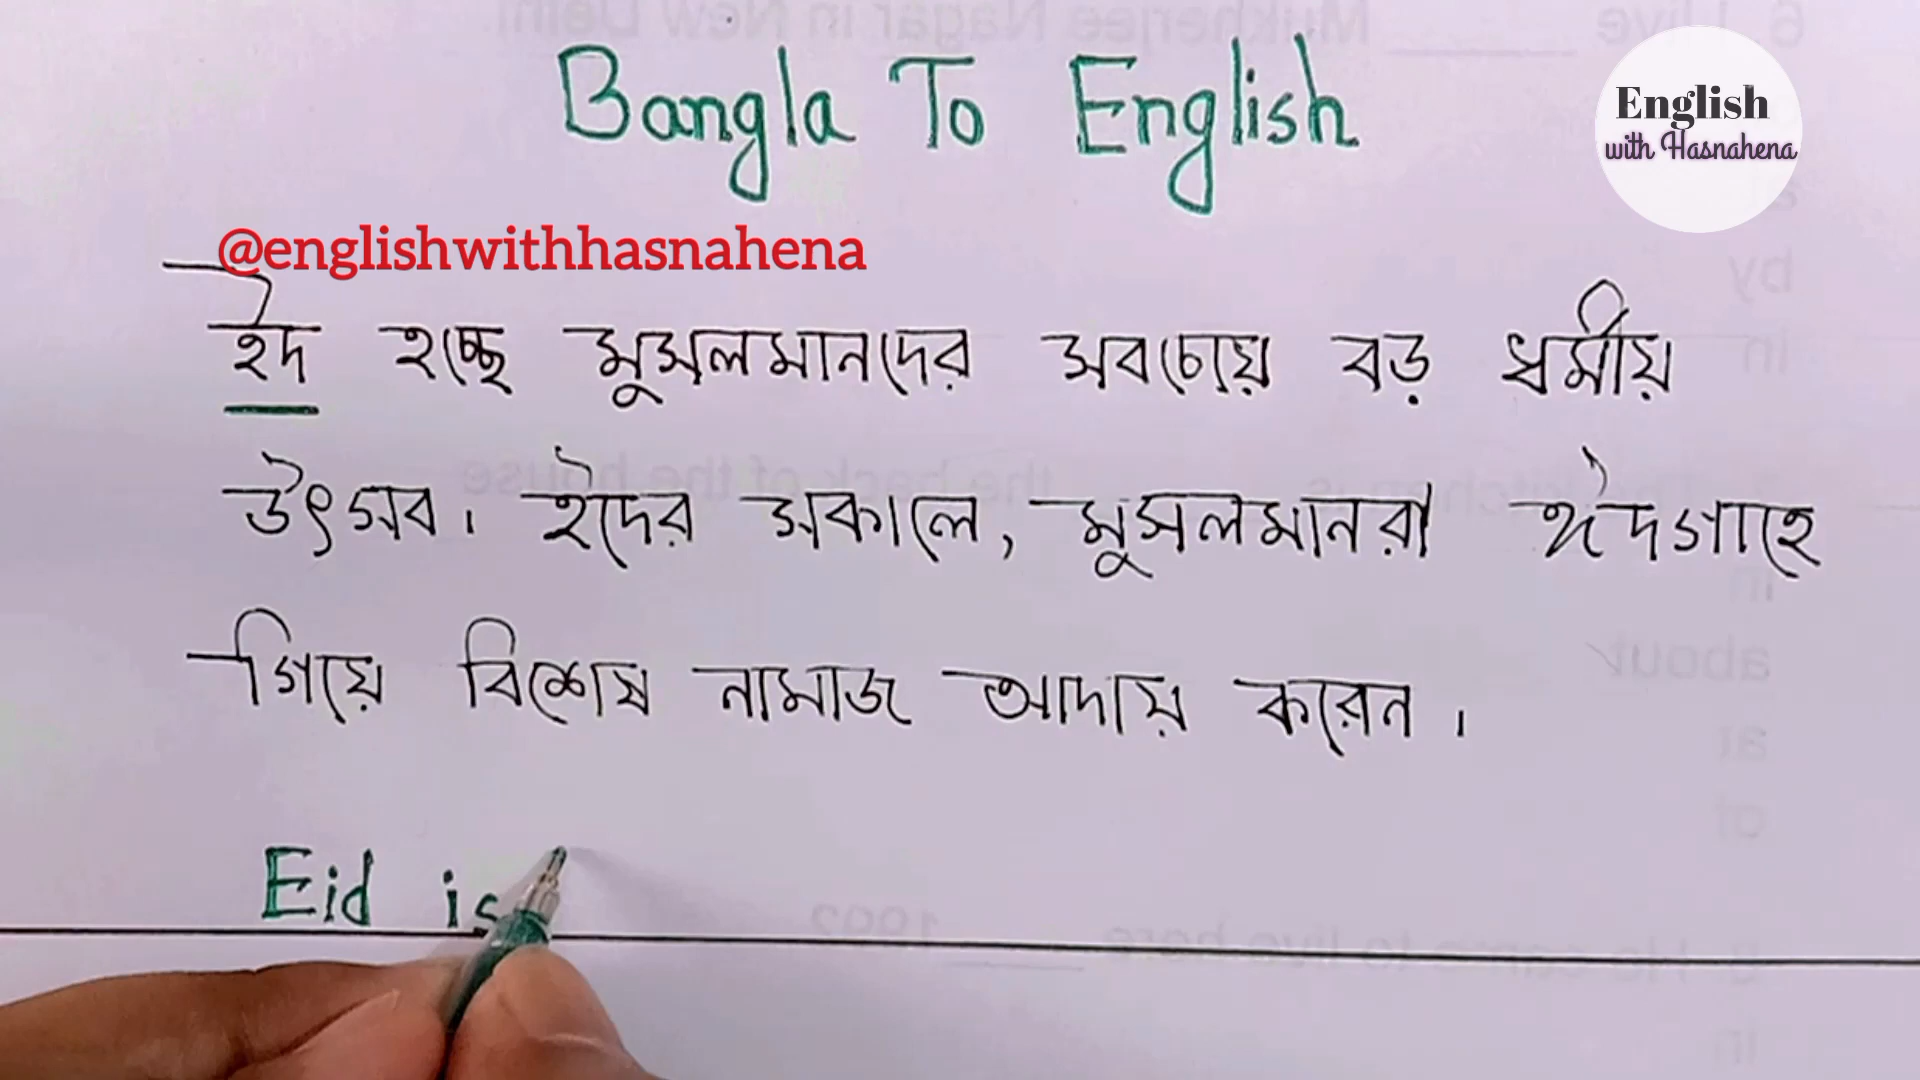 Bangla To English
English
with Hasnahena
@englishwithhasnahena
ঈদ হচ্ছে মুসলমানদের সবচেয়ে বড় ধর্মীয়
উৎসব। ঈদের সকালে, মুসলমানরা ঈদগাহে
গিয়ে বিশেষ নামাজ আদায় করেন।
Eid is